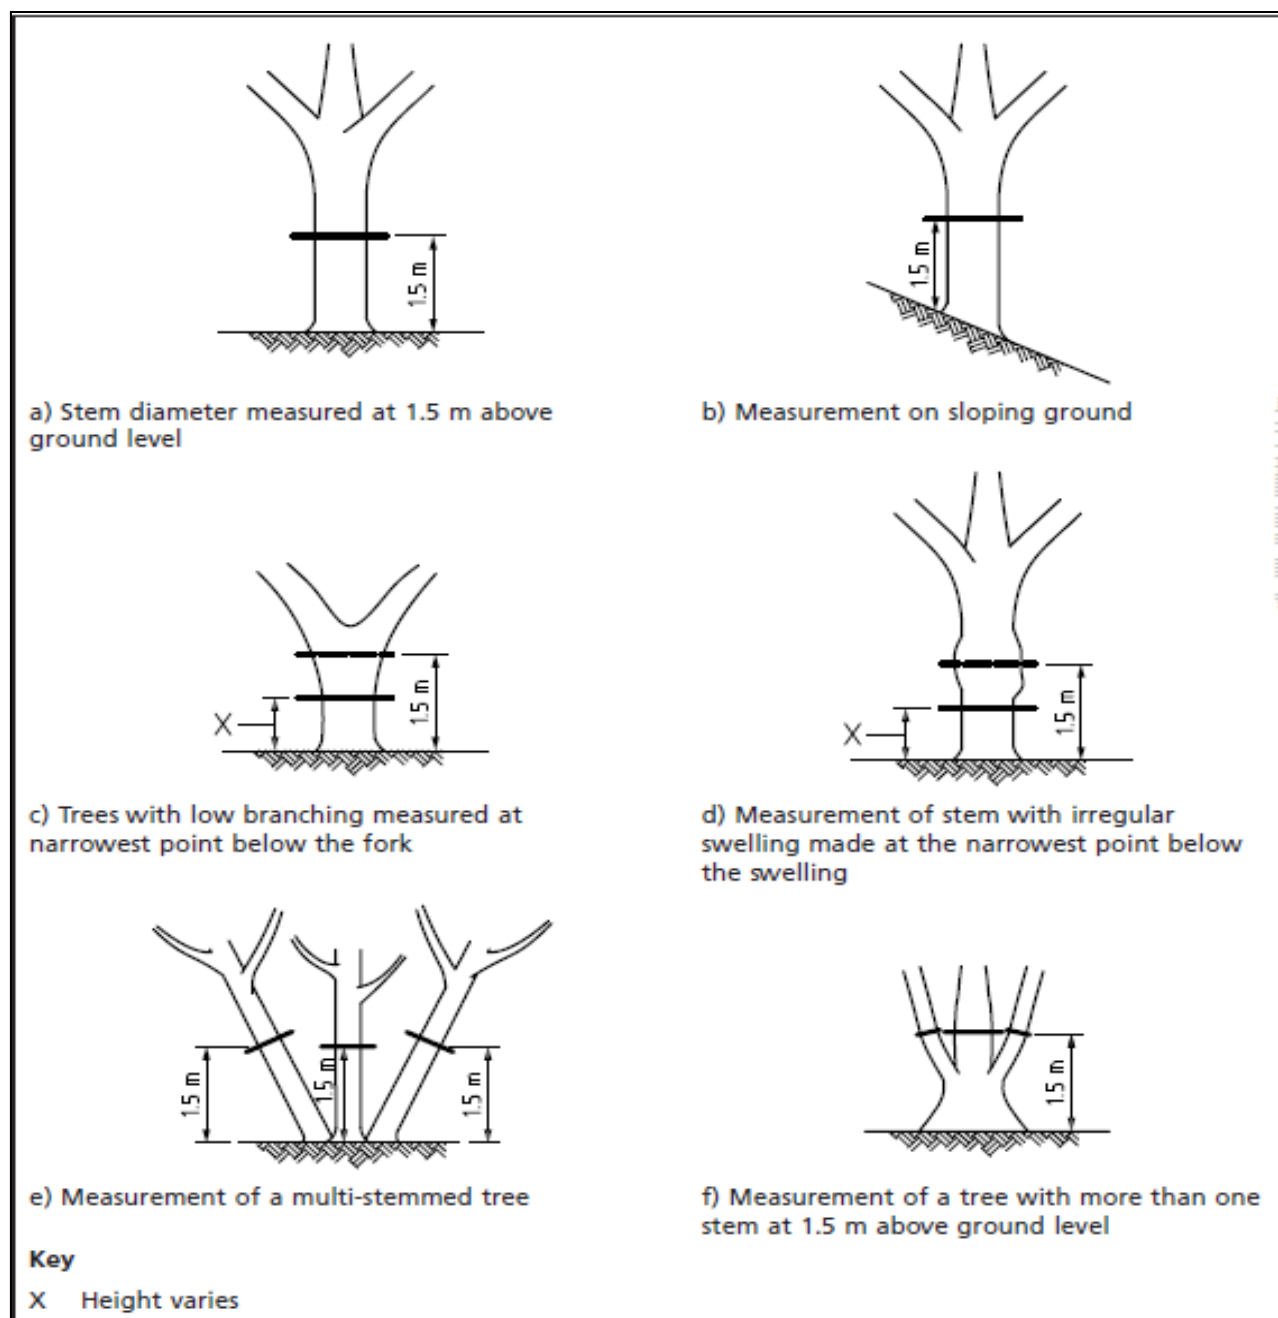 1.5 m
1.5 m
a) Stem diameter measured at 1.5 m above
ground level
b) Measurement on sloping ground
X
1.5 m
X
1.5 m
c) Trees with low branching measured at
narrowest point below the fork
d) Measurement of stem with irregular
swelling made at the narrowest point below
the swelling
1.5 m
1.5 m
1.5 m
1.5 m
e) Measurement of a multi-stemmed tree
f) Measurement of a tree with more than one
stem at 1.5 m above ground level
Key
X Height varies